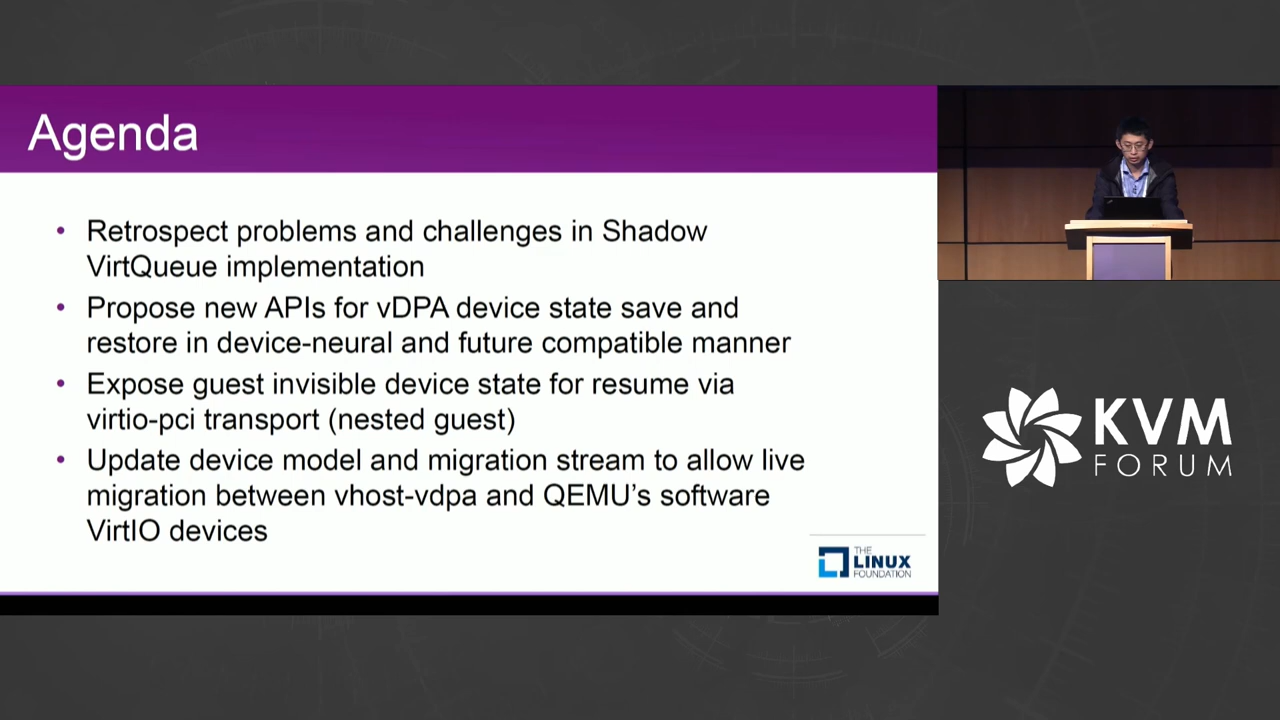 Agenda
• Retrospect problems and challenges in Shadow
VirtQueue implementation
• Propose new APIs for vDPA device state save and
restore in device-neural and future compatible manner
• Expose guest invisible device state for resume via
virtio-pci transport (nested guest)
• Update device model and migration stream to allow live
migration between vhost-vdpa and QEMU’s software
VirtIO devices
THE
LINUX
FOUNDATION
KVM
FORUM